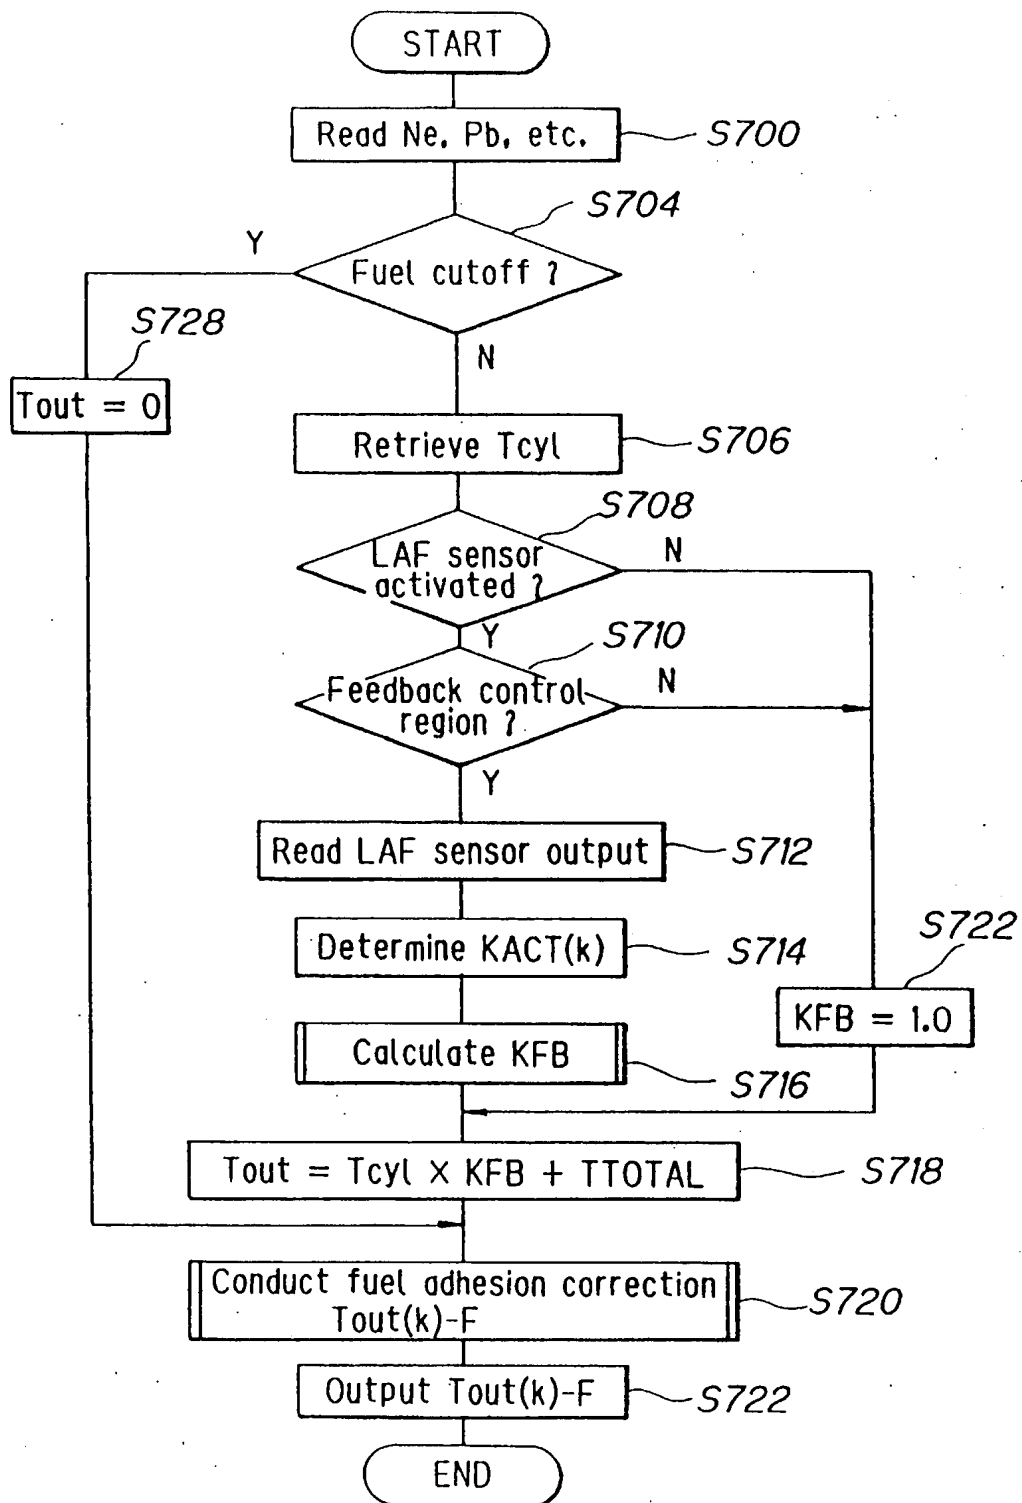 START
Read Ne, Pb, etc.
S700
S704
Y
Fuel cutoff ?
S728
N
Tout = 0
Retrieve Tcyl
S706
S708
LAF sensor
activated ?
N
Y
S710
Feedback control
region ?
N
Y
Read LAF sensor output
S712
Determine KACT(k)
S714
S722
KFB = 1.0
Calculate KFB
S716
Tout = Tcyl X KFB + TTOTAL
S718
Conduct fuel adhesion correction
Tout(k)-F
S720
Output Tout(k)-F
S722
END